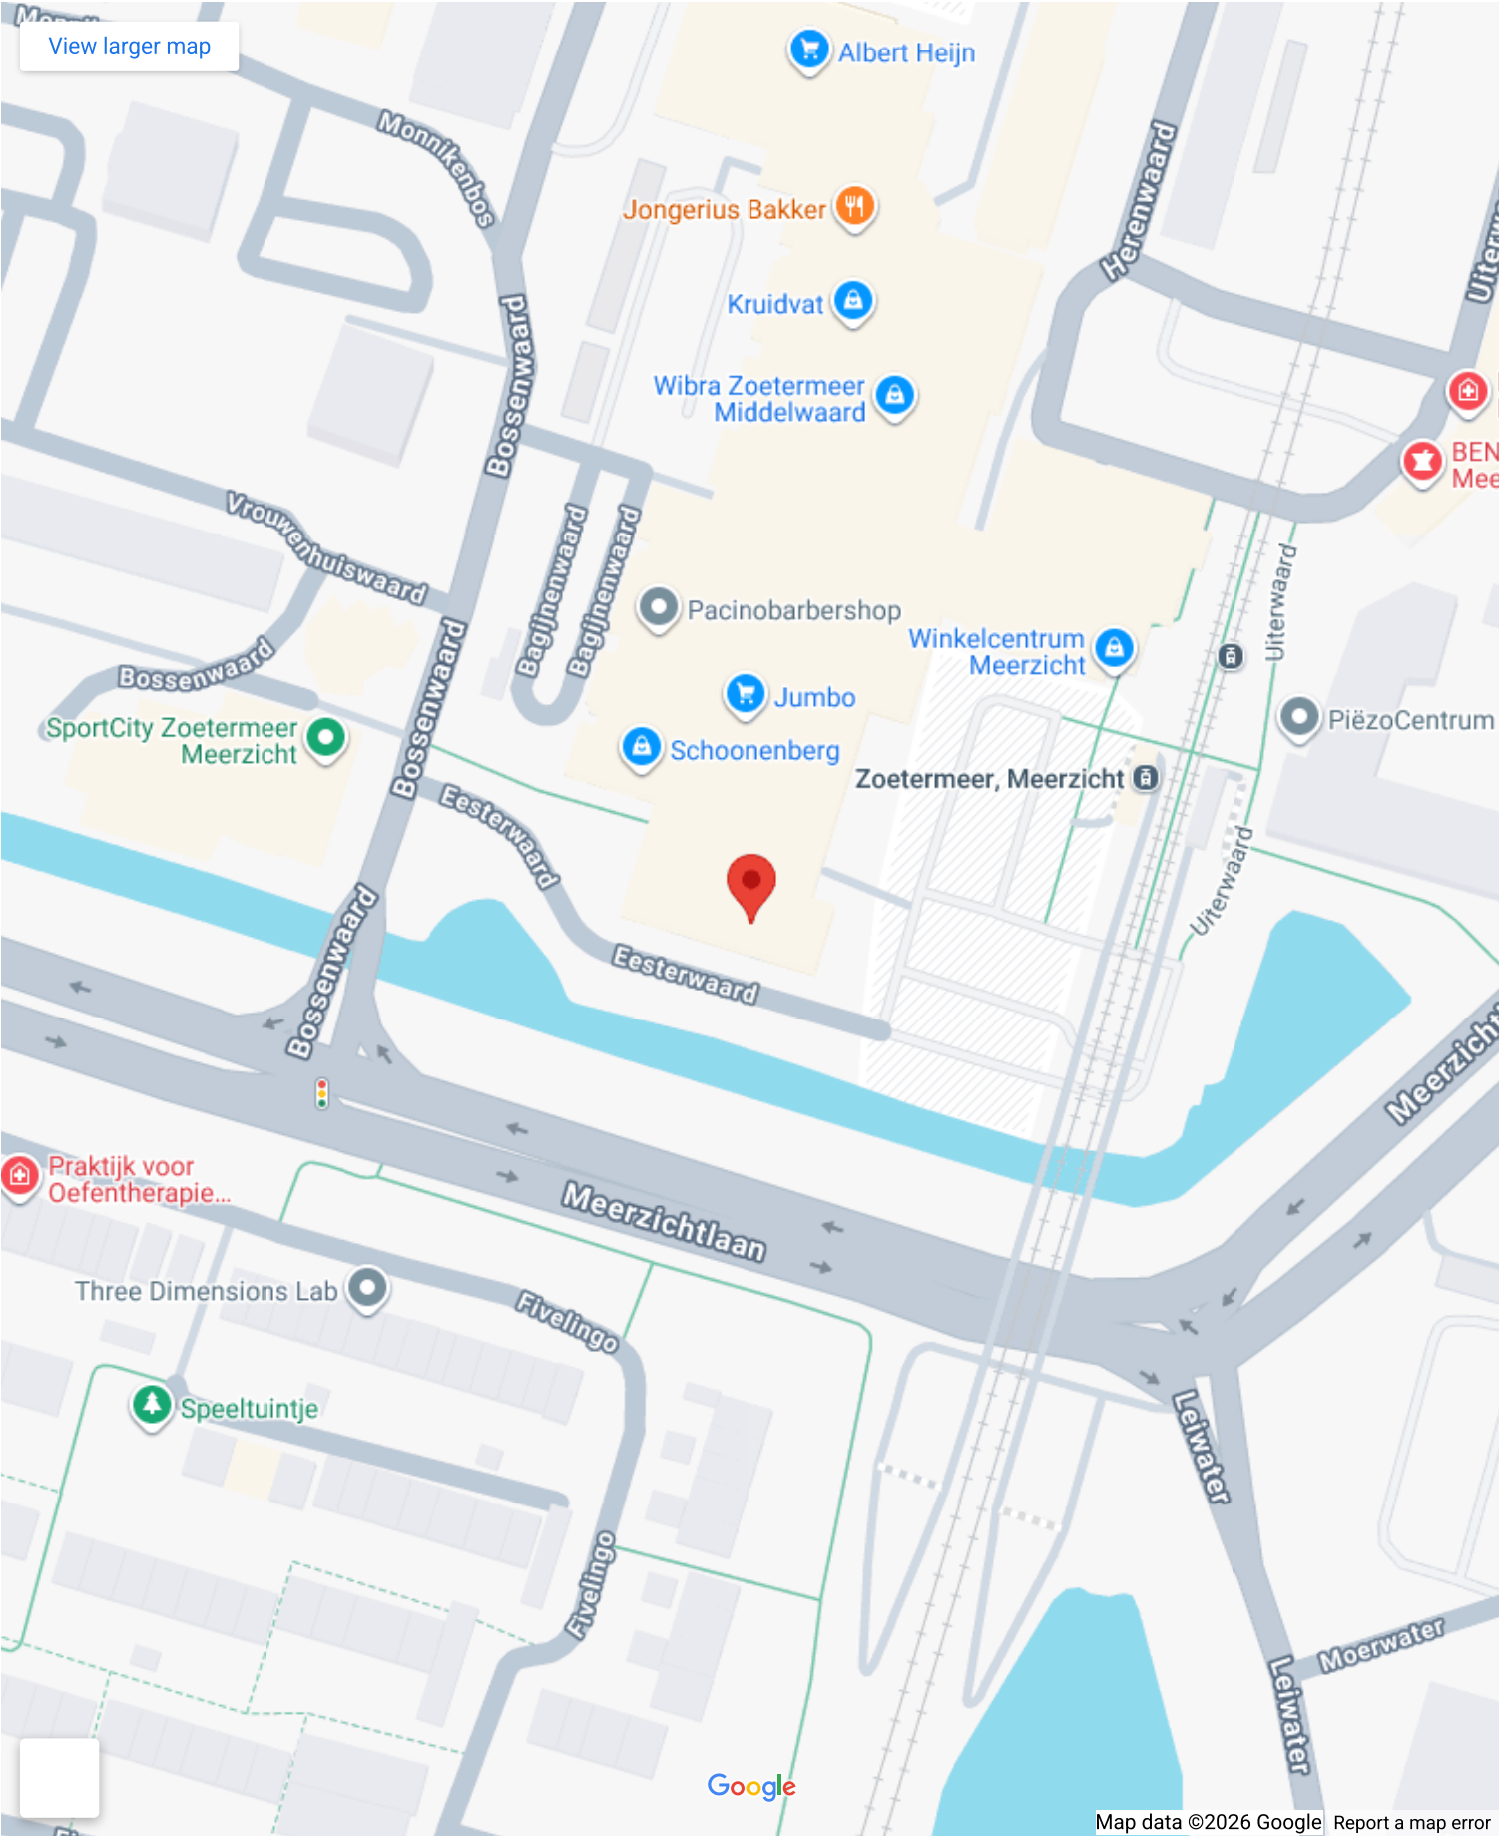 View larger map
Albert Heijn
Monnikenbos
Herenwaard
Jongerius Bakker
Kruidvat
Bossenwaard
Wibra Zoetermeer
Middelwaard
BEN
Vrouwenhuiswaard
Bagijnenwaard
Bagijnenwaard
Uiterwaard
Pacinobarbershop
Winkelcentrum
Meerzicht
Bossenwaard
Bossenwaard
Jumbo
PiëzoCentrum
SportCity Zoetermeer
Meerzicht
Schoonenberg
Zoetermeer, Meerzicht
Eesterwaard
Uiterwaard
Bossenwaard
Eesterwaard
Praktijk voor
Oefentherapie...
Meerzichtlaan
Three Dimensions Lab
Fivelingo
Speeltuintje
Leiwater
Fivelingo
Moerwater
Leiwater
Google
Map data ©2026 Google
Report a map error